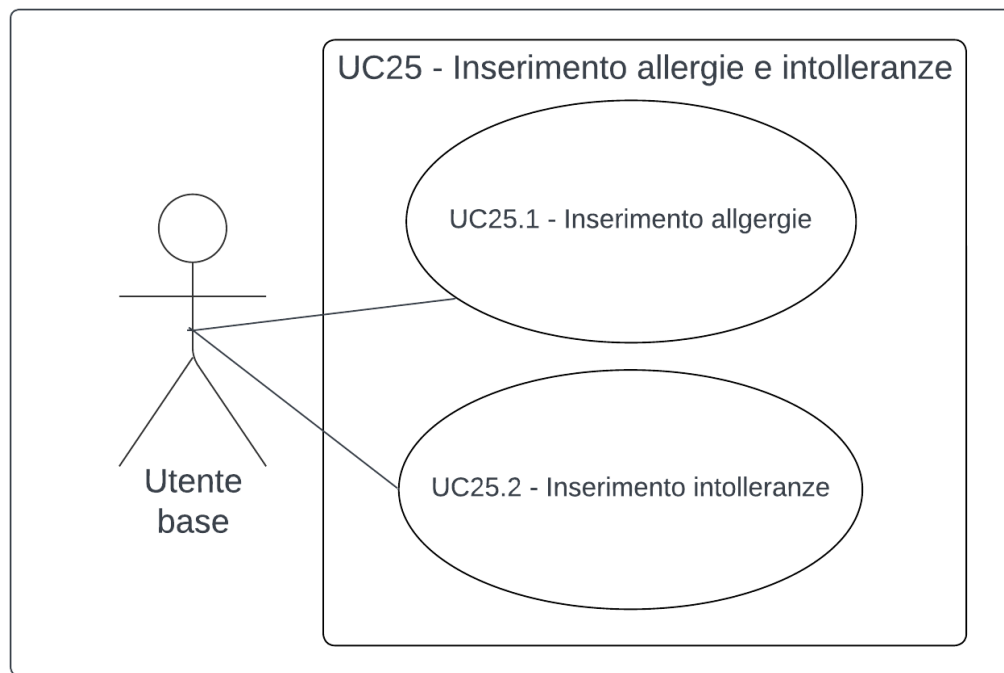 UC25 - Inserimento allergie e intolleranze
UC25.1 - Inserimento allgergie
UC25.2 - Inserimento intolleranze
Utente
base